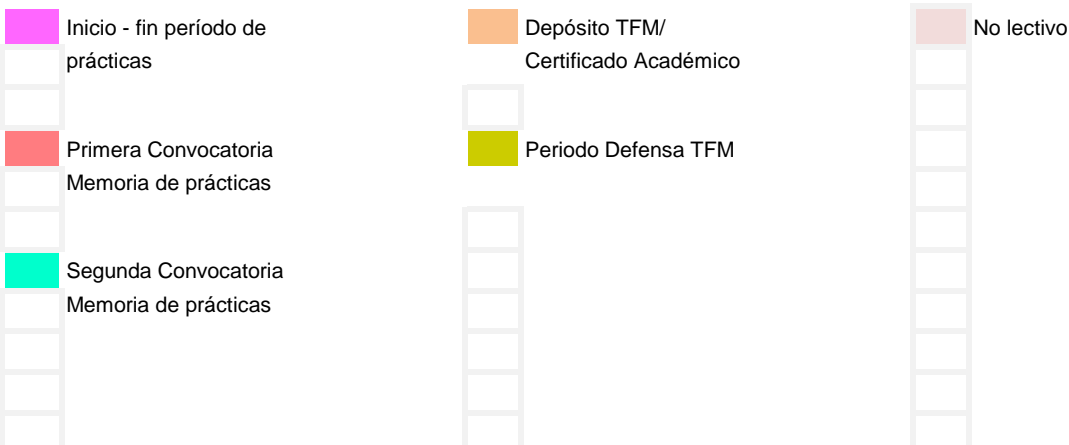 Inicio - fin período de
prácticas
Primera Convocatoria
Memoria de prácticas
Segunda Convocatoria
Memoria de prácticas
Depósito TFM/
Certificado Académico
Periodo Defensa TFM
No lectivo